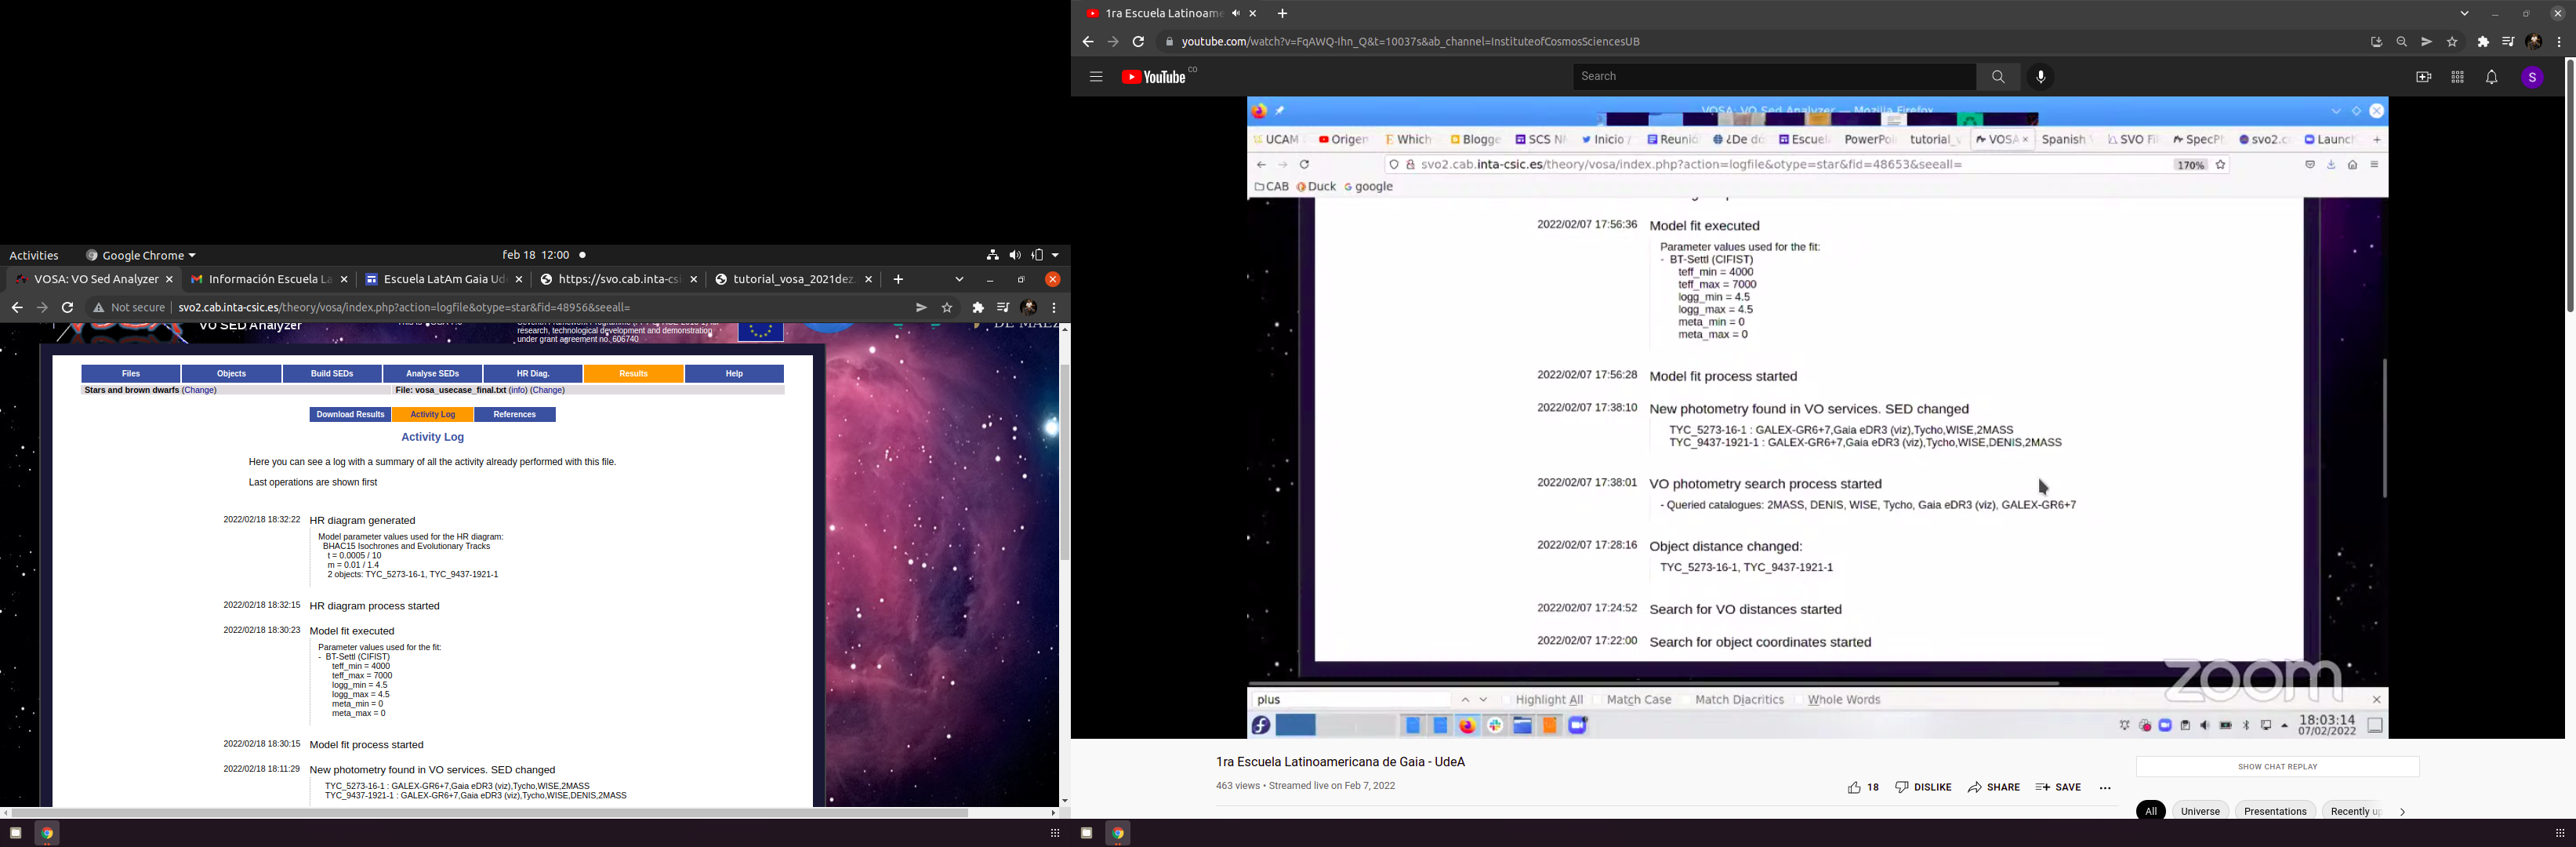 Activities
Google Chrome
feb 18 12:00
VOSA: VO Sed Analyzer
Información Escuela La
Escuela LatAm Gaia Ud
https://svo.cab.inta-csi
tutorial_vosa_2021dez.
Not secure
svo2.cab.inta-csic.es/theory/vosa/index.php?action=logfile&otype=star&fid=48956&seeall=
VO SED Analyzer
research, technological development and demonstration
under grant agreement no. 606740
Files
Objects
Build SEDs
Analyse SEDs
HR Diag.
Results
Help
Stars and brown dwarfs (Change)
File: vosa_usecase_final.txt (info) (Change)
Download Results
Activity Log
References
Activity Log
Here you can see a log with a summary of all the activity already performed with this file.
Last operations are shown first
2022/02/18 18:32:22 HR diagram generated
Model parameter values used for the HR diagram:
BHAC15 Isochrones and Evolutionary Tracks
t = 0.0005 / 10
m = 0.01 / 1.4
2 objects: TYC_5273-16-1, TYC_9437-1921-1
2022/02/18 18:32:15 HR diagram process started
2022/02/18 18:30:23 Model fit executed
Parameter values used for the fit:
- BT-Settl (CIFIST)
teff_min = 4000
teff_max = 7000
logg_min = 4.5
logg_max = 4.5
meta_min = 0
meta_max = 0
2022/02/18 18:30:15 Model fit process started
2022/02/18 18:11:29 New photometry found in VO services. SED changed
TYC_5273-16-1 : GALEX-GR6+7,Gaia eDR3 (viz),Tycho,WISE,2MASS
TYC_9437-1921-1 : GALEX-GR6+7,Gaia eDR3 (viz),Tycho,WISE,DENIS,2MASS
1ra Escuela Latinoame
youtube.com/watch?v=FqAWQ-Ihn_Q&t=10037s&ab_channel=InstituteofCosmosSciencesUB
YouTube
CO
Search
S
VOSA: VO Sed Analyzer — Mozilla Firefox
UCAM
Origen
Which
Blogge
SCS N
Inicio /
Reunió
¿De do
Escuel
PowerPoi
tutorial_v
VOSA
Spanish
SVO Fi
SpecP
svo2.c
Launch
svo2.cab.inta-csic.es/theory/vosa/index.php?action=logfile&otype=star&fid=48653&seeall=
170%
CAB
Duck
google
2022/02/07 17:56:36 Model fit executed
Parameter values used for the fit:
- BT-Settl (CIFIST)
teff_min = 4000
teff_max = 7000
logg_min = 4.5
logg_max = 4.5
meta_min = 0
meta_max = 0
2022/02/07 17:56:28 Model fit process started
2022/02/07 17:38:10 New photometry found in VO services. SED changed
TYC_5273-16-1 : GALEX-GR6+7,Gaia eDR3 (viz),Tycho,WISE,2MASS
TYC_9437-1921-1 : GALEX-GR6+7,Gaia eDR3 (viz),Tycho,WISE,DENIS,2MASS
2022/02/07 17:38:01 VO photometry search process started
- Queried catalogues: 2MASS, DENIS, WISE, Tycho, Gaia eDR3 (viz), GALEX-GR6+7
2022/02/07 17:28:16 Object distance changed:
TYC_5273-16-1, TYC_9437-1921-1
2022/02/07 17:24:52 Search for VO distances started
2022/02/07 17:22:00 Search for object coordinates started
zoom
plus
Highlight All
Match Case
Match Diacritics
Whole Words
18:03:14
07/02/2022
1ra Escuela Latinoamericana de Gaia - UdeA
463 views • Streamed live on Feb 7, 2022
18
DISLIKE
SHARE
SAVE
SHOW CHAT REPLAY
All
Universe
Presentations
Recently up